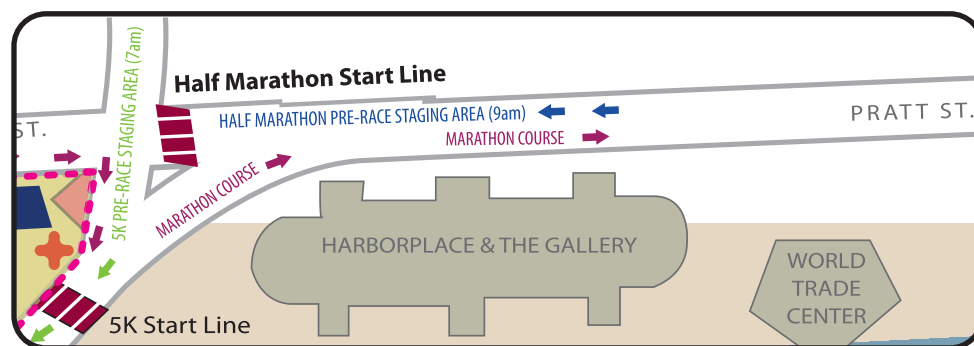 5K PRE-RACE STAGING AREA (7am)
Half Marathon Start Line
HALF MARATHON PRE-RACE STAGING AREA (9am)
PRATT ST.
ST.
MARATHON COURSE
MARATHON COURSE
HARBORPLACE & THE GALLERY
WORLD
TRADE
CENTER
5K Start Line